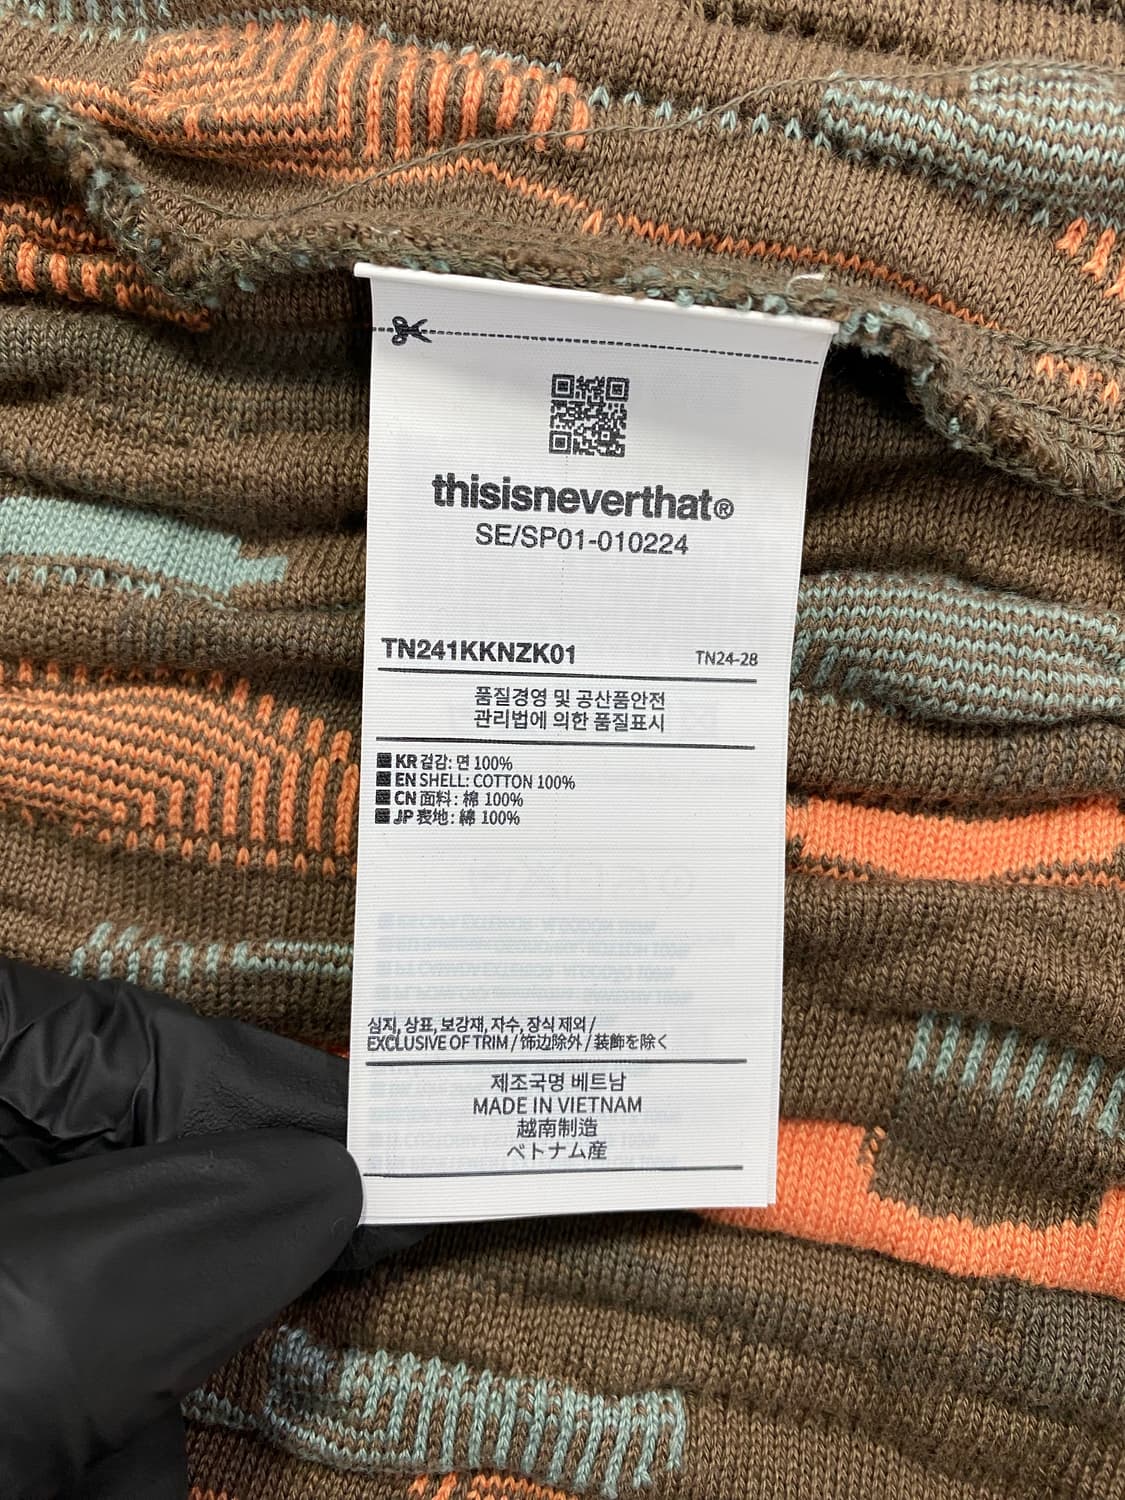 thisisneverthat®
SE/SP01-010224
TN241KKNZK01
TN24-28
품질경영 및 공산품안전
관리법에 의한 품질표시
KR 겉감: 면 100%
EN SHELL: COTTON 100%
CN 面料: 棉 100%
JP 表地: 綿 100%
심지, 상표, 보강재, 자수, 장식 제외 /
EXCLUSIVE OF TRIM / 饰边除外 / 装飾を除く
제조국명 베트남
MADE IN VIETNAM
越南制造
ベトナム産